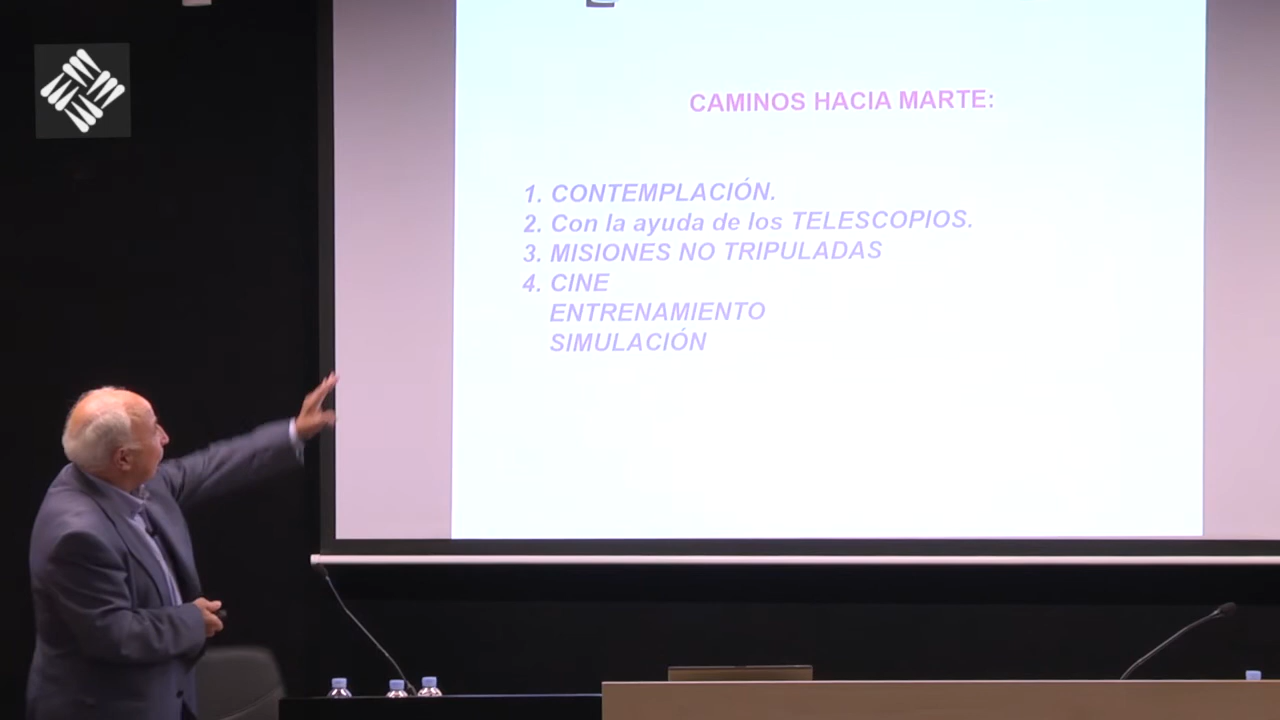 CAMINOS HACIA MARTE:
1. CONTEMPLACIÓN.
2. Con la ayuda de los TELESCOPIOS.
3. MISIONES NO TRIPULADAS
4. CINE
ENTRENAMIENTO
SIMULACIÓN